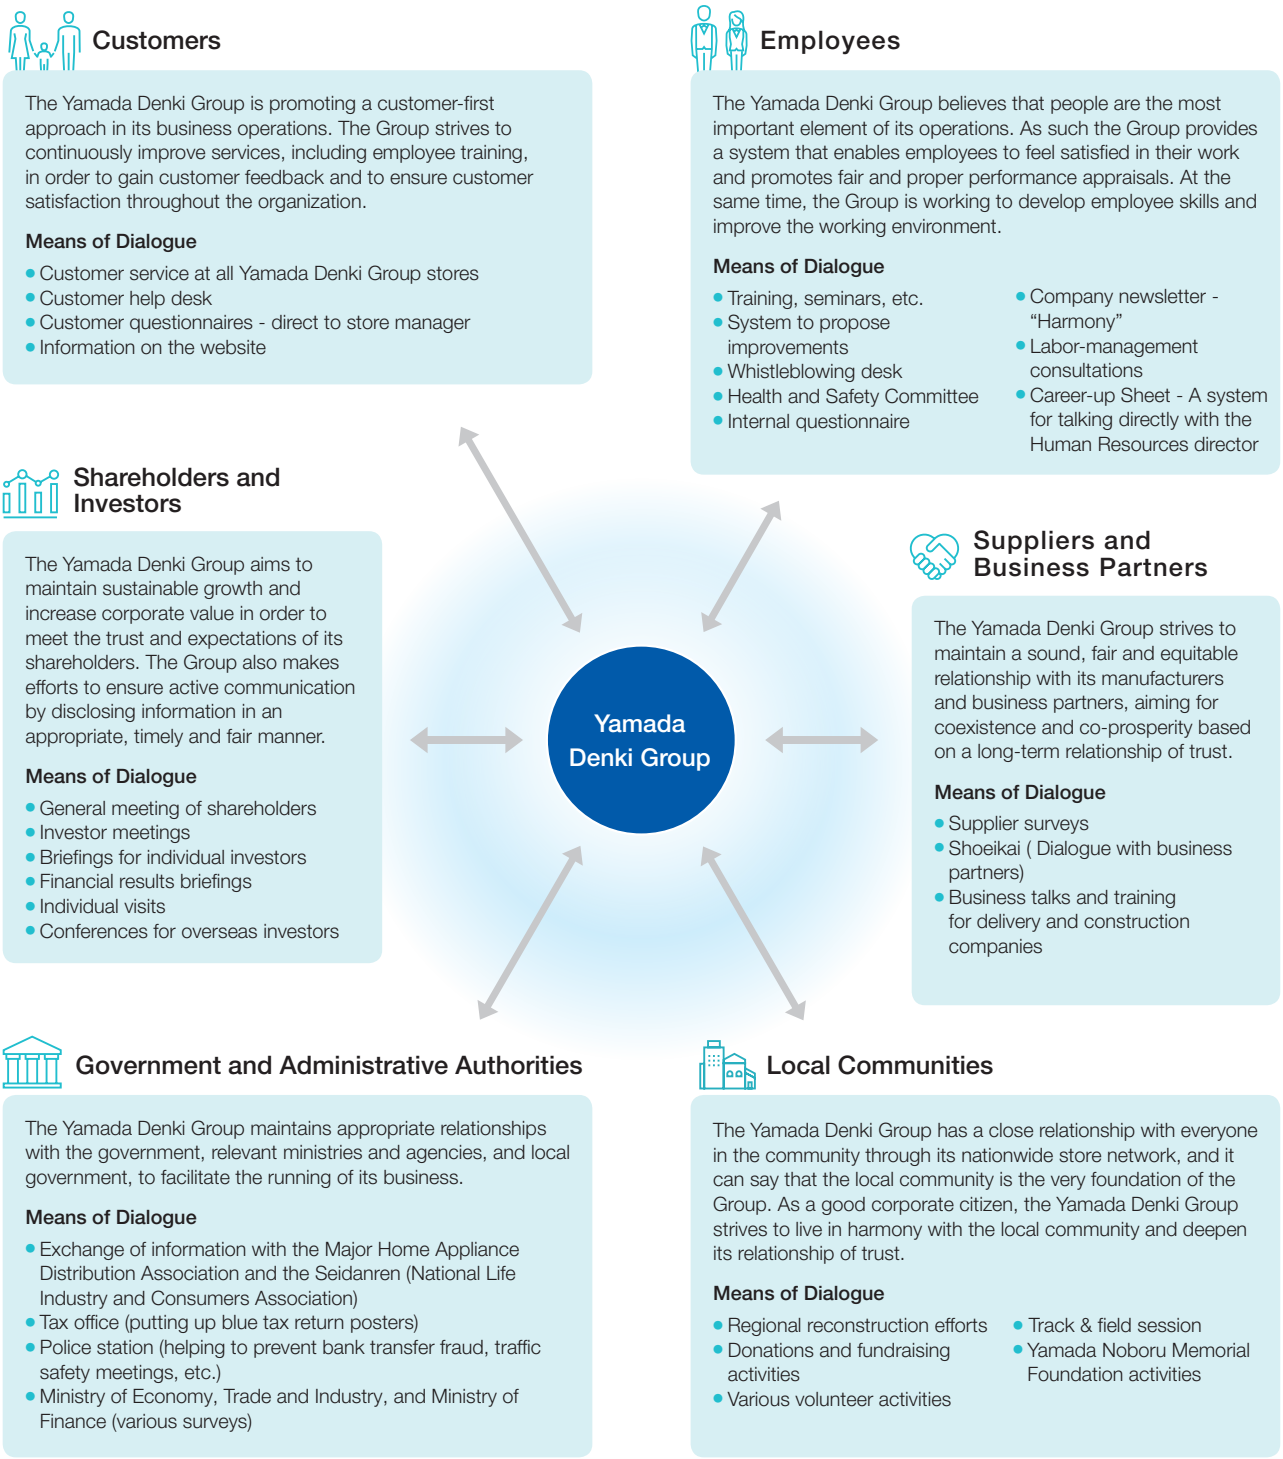 Customers
The Yamada Denki Group is promoting a customer-first
approach in its business operations. The Group strives to
continuously improve services, including employee training,
in order to gain customer feedback and to ensure customer
satisfaction throughout the organization.
Means of Dialogue
● Customer service at all Yamada Denki Group stores
● Customer help desk
● Customer questionnaires - direct to store manager
● Information on the website
Employees
The Yamada Denki Group believes that people are the most
important element of its operations. As such the Group provides
a system that enables employees to feel satisfied in their work
and promotes fair and proper performance appraisals. At the
same time, the Group is working to develop employee skills and
improve the working environment.
Means of Dialogue
● Training, seminars, etc.
● System to propose
improvements
● Whistleblowing desk
● Health and Safety Committee
● Internal questionnaire
● Company newsletter -
“Harmony”
● Labor-management
consultations
● Career-up Sheet - A system
for talking directly with the
Human Resources director
Shareholders and
Investors
The Yamada Denki Group aims to
maintain sustainable growth and
increase corporate value in order to
meet the trust and expectations of its
shareholders. The Group also makes
efforts to ensure active communication
by disclosing information in an
appropriate, timely and fair manner.
Means of Dialogue
● General meeting of shareholders
● Investor meetings
● Briefings for individual investors
● Financial results briefings
● Individual visits
● Conferences for overseas investors
Yamada
Denki Group
Suppliers and
Business Partners
The Yamada Denki Group strives to
maintain a sound, fair and equitable
relationship with its manufacturers
and business partners, aiming for
coexistence and co-prosperity based
on a long-term relationship of trust.
Means of Dialogue
● Supplier surveys
● Shoeikai ( Dialogue with business
partners)
● Business talks and training
for delivery and construction
companies
Government and Administrative Authorities
The Yamada Denki Group maintains appropriate relationships
with the government, relevant ministries and agencies, and local
government, to facilitate the running of its business.
Means of Dialogue
● Exchange of information with the Major Home Appliance
Distribution Association and the Seidanren (National Life
Industry and Consumers Association)
● Tax office (putting up blue tax return posters)
● Police station (helping to prevent bank transfer fraud, traffic
safety meetings, etc.)
● Ministry of Economy, Trade and Industry, and Ministry of
Finance (various surveys)
Local Communities
The Yamada Denki Group has a close relationship with everyone
in the community through its nationwide store network, and it
can say that the local community is the very foundation of the
Group. As a good corporate citizen, the Yamada Denki Group
strives to live in harmony with the local community and deepen
its relationship of trust.
Means of Dialogue
● Regional reconstruction efforts
● Donations and fundraising
activities
● Various volunteer activities
● Track & field session
● Yamada Noboru Memorial
Foundation activities